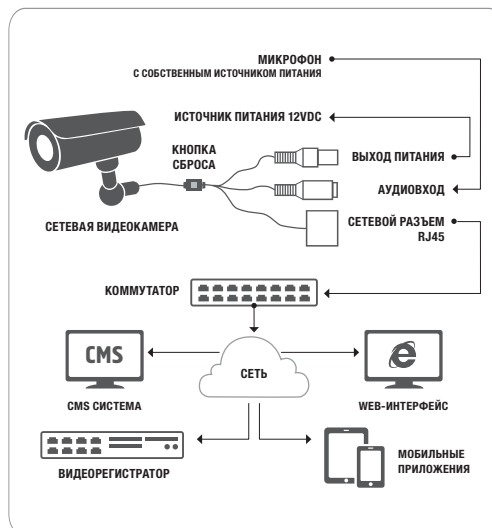 МИКРОФОН
С СОБСТВЕННЫМ ИСТОЧНИКОМ ПИТАНИЯ
ИСТОЧНИК ПИТАНИЯ 12VDC
КНОПКА
СБРОСА
ВЫХОД ПИТАНИЯ
АУДИОВХОД
СЕТЕВАЯ ВИДЕОКАМЕРА
СЕТЕВОЙ РАЗЪЕМ
RJ45
КОММУТАТОР
CMS
СЕТЬ
CMS СИСТЕМА
WEB-ИНТЕРФЕЙС
ВИДЕОРЕГИСТРАТОР
МОБИЛЬНЫЕ
ПРИЛОЖЕНИЯ